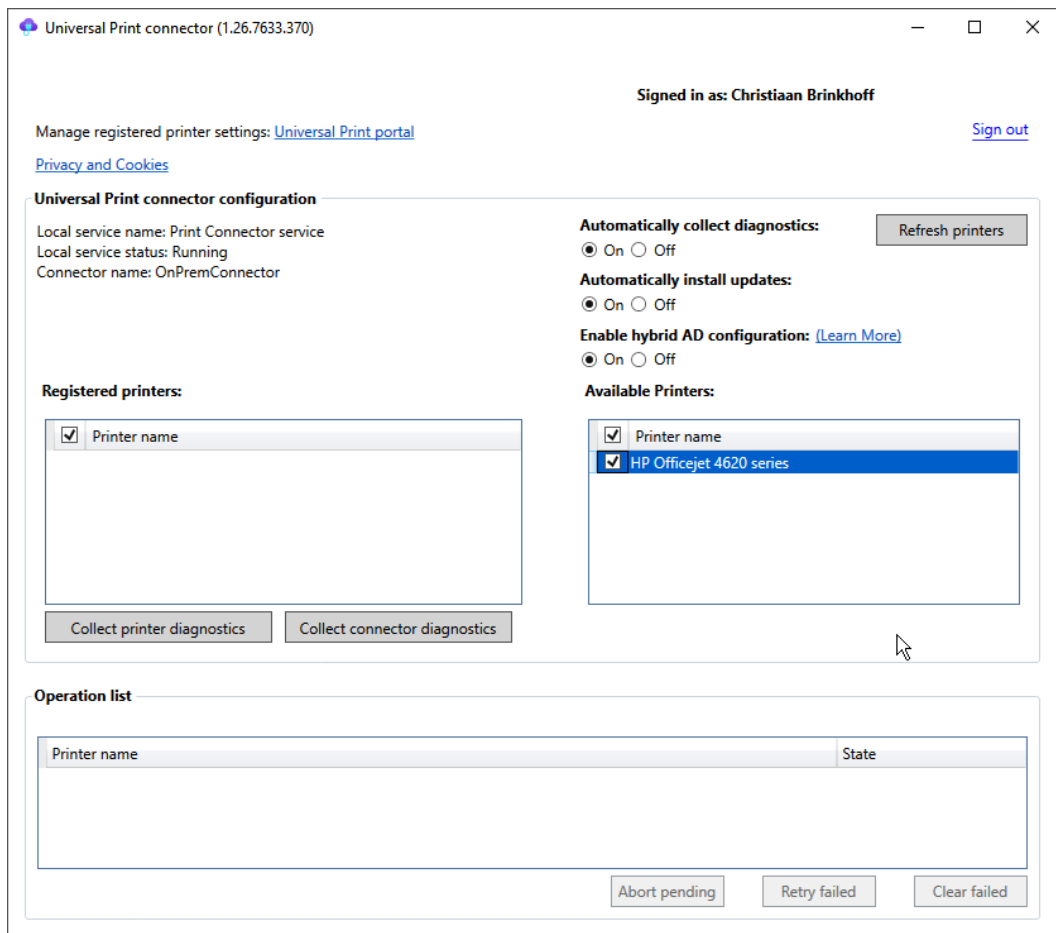 Universal Print connector (1.26.7633.370)
Signed in as: Christiaan Brinkhoff
Manage registered printer settings: Universal Print portal
Sign out
Privacy and Cookies
Universal Print connector configuration
Local service name: Print Connector service
Local service status: Running
Connector name: OnPremConnector
Automatically collect diagnostics:
On Off
Refresh printers
Automatically install updates:
On Off
Enable hybrid AD configuration: (Learn More)
On Off
Registered printers:
Printer name
Collect printer diagnostics
Collect connector diagnostics
Available Printers:
Printer name
HP Officejet 4620 series
Operation list
Printer name State
Abort pending
Retry failed
Clear failed